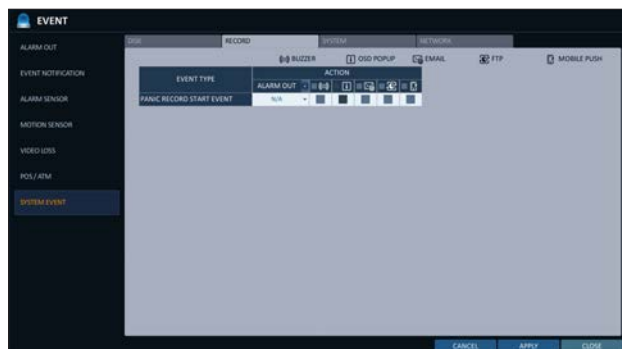 EVENT
ALARM OUT
EVENT NOTIFICATION
ALARM SENSOR
MOTION SENSOR
VIDEO LOSS
POS / ATM
SYSTEM EVENT
DISK RECORD SYSTEM NETWORK
BUZZER OSD POPUP EMAIL FTP MOBILE PUSH
EVENT TYPE ACTION
ALARM OUT
PANIC RECORD START EVENT N/A
CANCEL APPLY CLOSE